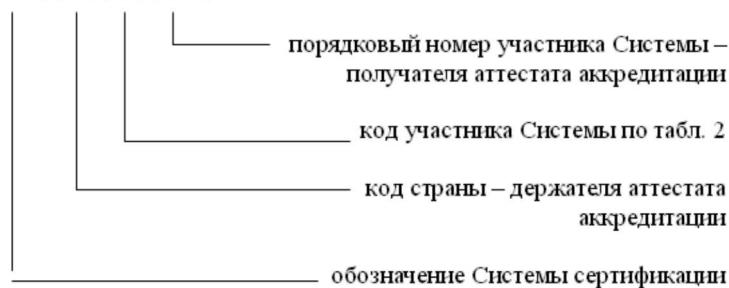 порядковый номер участника Системы –
получателя аттестата аккредитации
код участника Системы по табл. 2
код страны – держателя аттестата
аккредитации
обозначение Системы сертификации